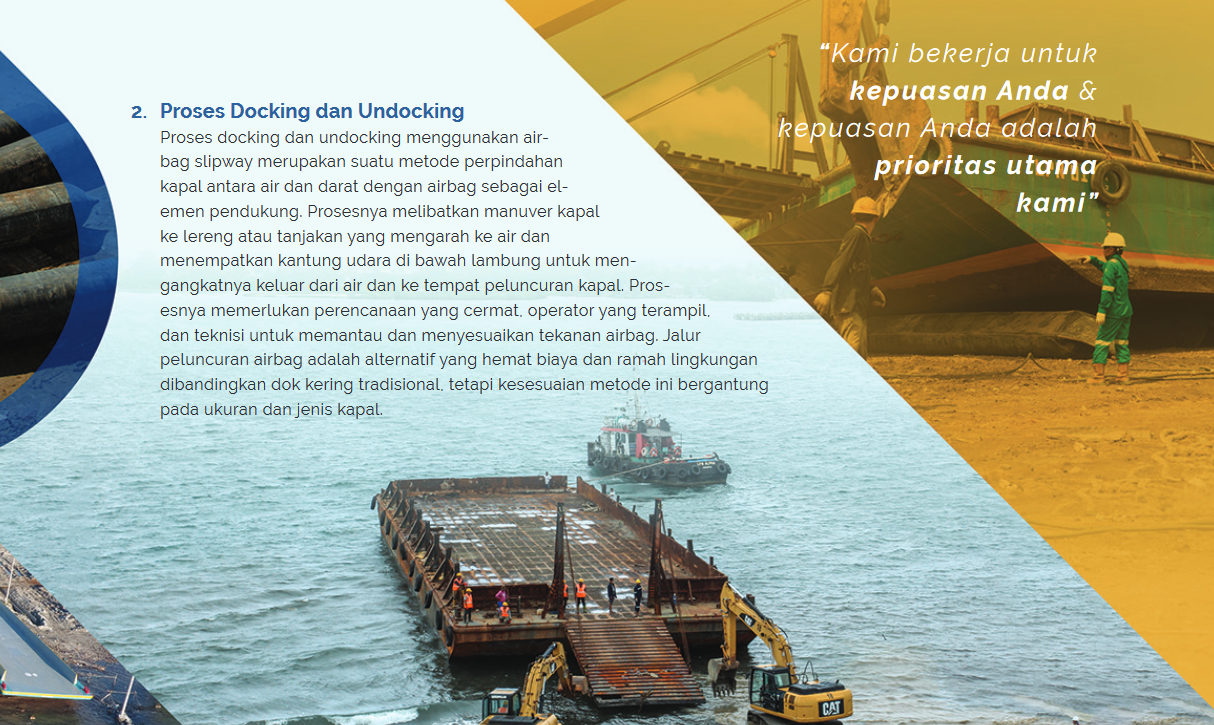 2. Proses Docking dan Undocking
Proses docking dan undocking menggunakan air-
bag slipway merupakan suatu metode perpindahan
kapal antara air dan darat dengan airbag sebagai el-
emen pendukung. Prosesnya melibatkan manuver kapal
ke lereng atau tanjakan yang mengarah ke air dan
menempatkan kantung udara di bawah lambung untuk men-
gangkatnya keluar dari air dan ke tempat peluncuran kapal. Pros-
esnya memerlukan perencanaan yang cermat, operator yang terampil,
dan teknisi untuk memantau dan menyesuaikan tekanan airbag. Jalur
peluncuran airbag adalah alternatif yang hemat biaya dan ramah lingkungan
dibandingkan dok kering tradisional, tetapi kesesuaian metode ini bergantung
pada ukuran dan jenis kapal.
“Kami bekerja untuk
kepuasan Anda &
kepuasan Anda adalah
prioritas utama
kami”
CAT
CAT